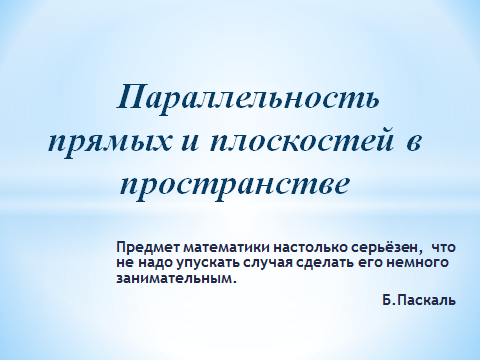 Параллельность
прямых и плоскостей в
пространстве
Предмет математики настолько серьёзен, что
не надо упускать случая сделать его немного
занимательным.
Б.Паскаль